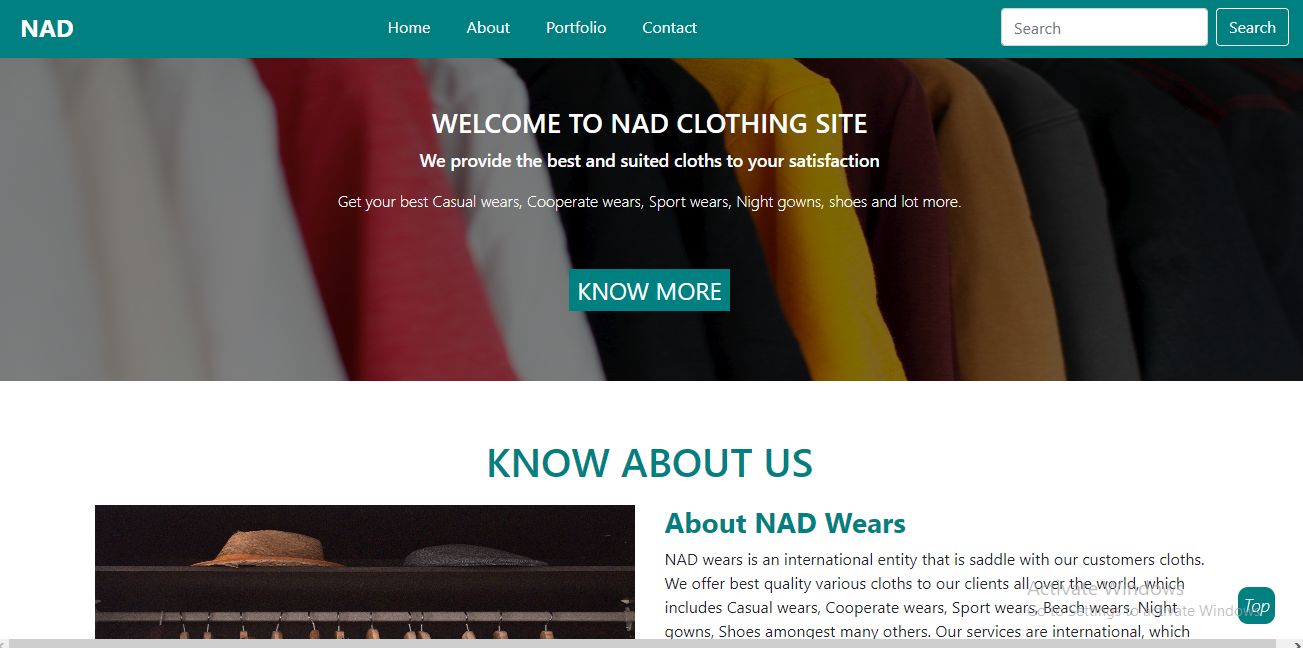 NAD
Home About Portfolio Contact
Search Search
WELCOME TO NAD CLOTHING SITE
We provide the best and suited cloths to your satisfaction
Get your best Casual wears, Cooperate wears, Sport wears, Night gowns, shoes and lot more.
KNOW MORE
KNOW ABOUT US
About NAD Wears
NAD wears is an international entity that is saddle with our customers cloths.
We offer best quality various cloths to our clients all over the world, which
includes Casual wears, Cooperate wears, Sport wears, Beach wears, Night
gowns, Shoes amongst many others. Our services are international, which
Activate Windows
Go to Settings to activate Windows.
Top